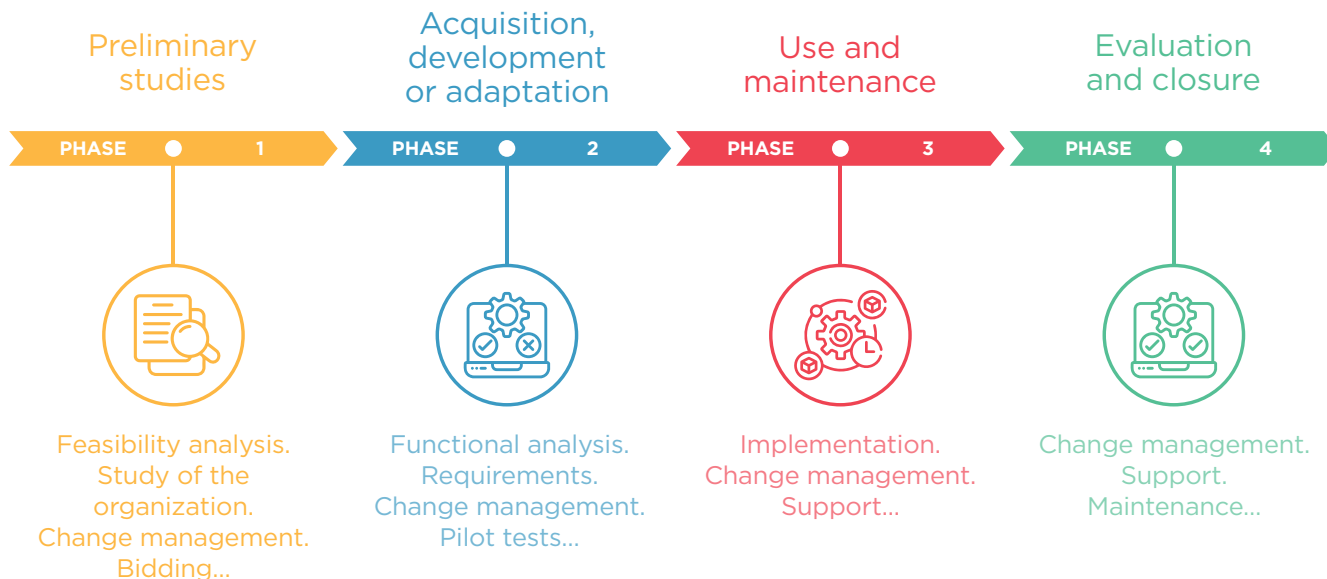 Preliminary
studies
Acquisition,
development
or adaptation
Use and
maintenance
Evaluation
and closure
PHASE 1
PHASE 2
PHASE 3
PHASE 4
Feasibility analysis.
Study of the
organization.
Change management.
Bidding...
Functional analysis.
Requirements.
Change management.
Pilot tests...
Implementation.
Change management.
Support...
Change management.
Support.
Maintenance...